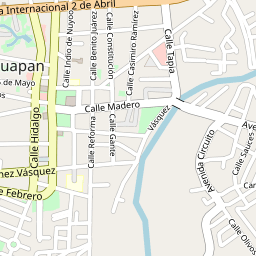 a Internacional 2 de Abril
Calle Indio de Nuyoo
Calle Benito Juárez
Calle Constitución
Calle Casimiro Ramírez
Calle Tapia
uapan
de Mayo
Calle Madero
Calle Hidalgo
Calle Reforma
Calle Gante
Vásquez
Av
Avenida Circuito
Calle Sauces
nez Vásquez
e Febrero
Calle Olivos